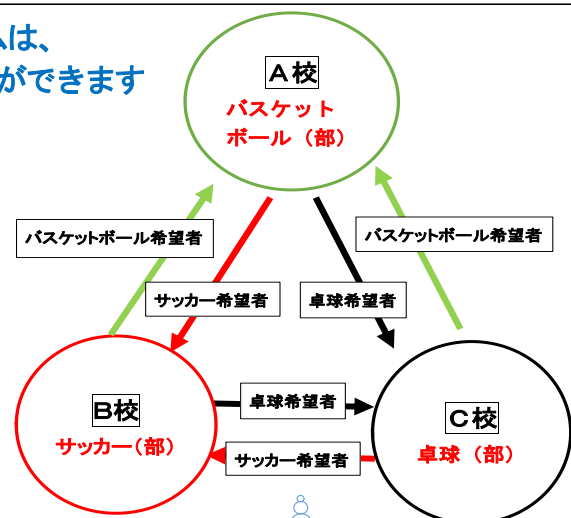 ムは、
ができます
A校
バスケット
ボール（部）
バスケットボール希望者
バスケットボール希望者
サッカー希望者
卓球希望者
B校
サッカー（部）
卓球希望者
サッカー希望者
C校
卓球（部）